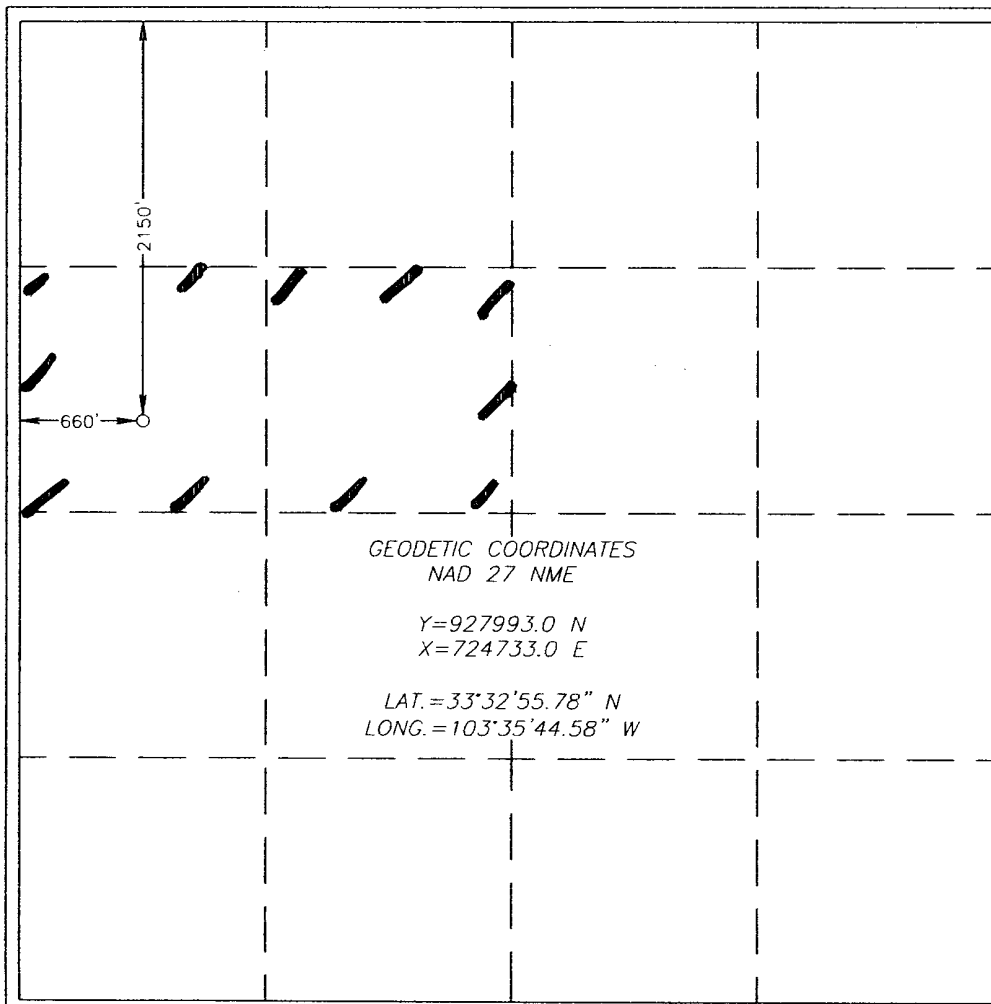 2150'
660'
GEODETIC COORDINATES
NAD 27 NME
Y=927993.0 N
X=724733.0 E
LAT.=33°32'55.78" N
LONG.=103°35'44.58" W